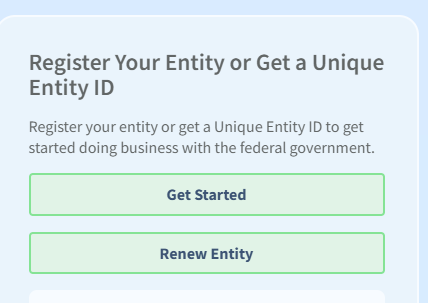 Register Your Entity or Get a Unique
Entity ID
Register your entity or get a Unique Entity ID to get
started doing business with the federal government.
Get Started
Renew Entity